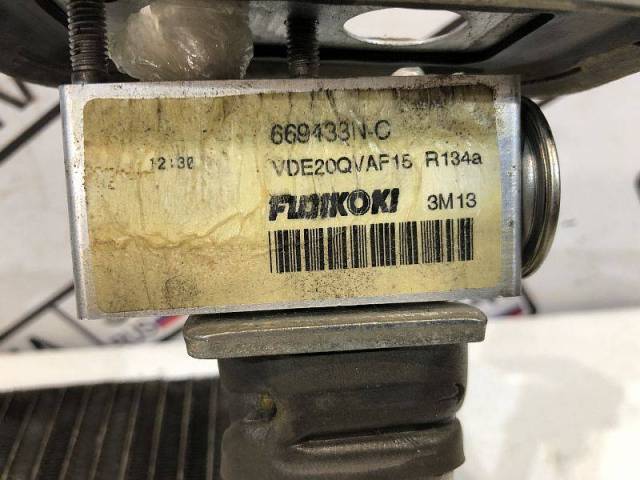 669433N-C
12:30 VDE20QVAF15 R134a
FUJIKOKI 3M13